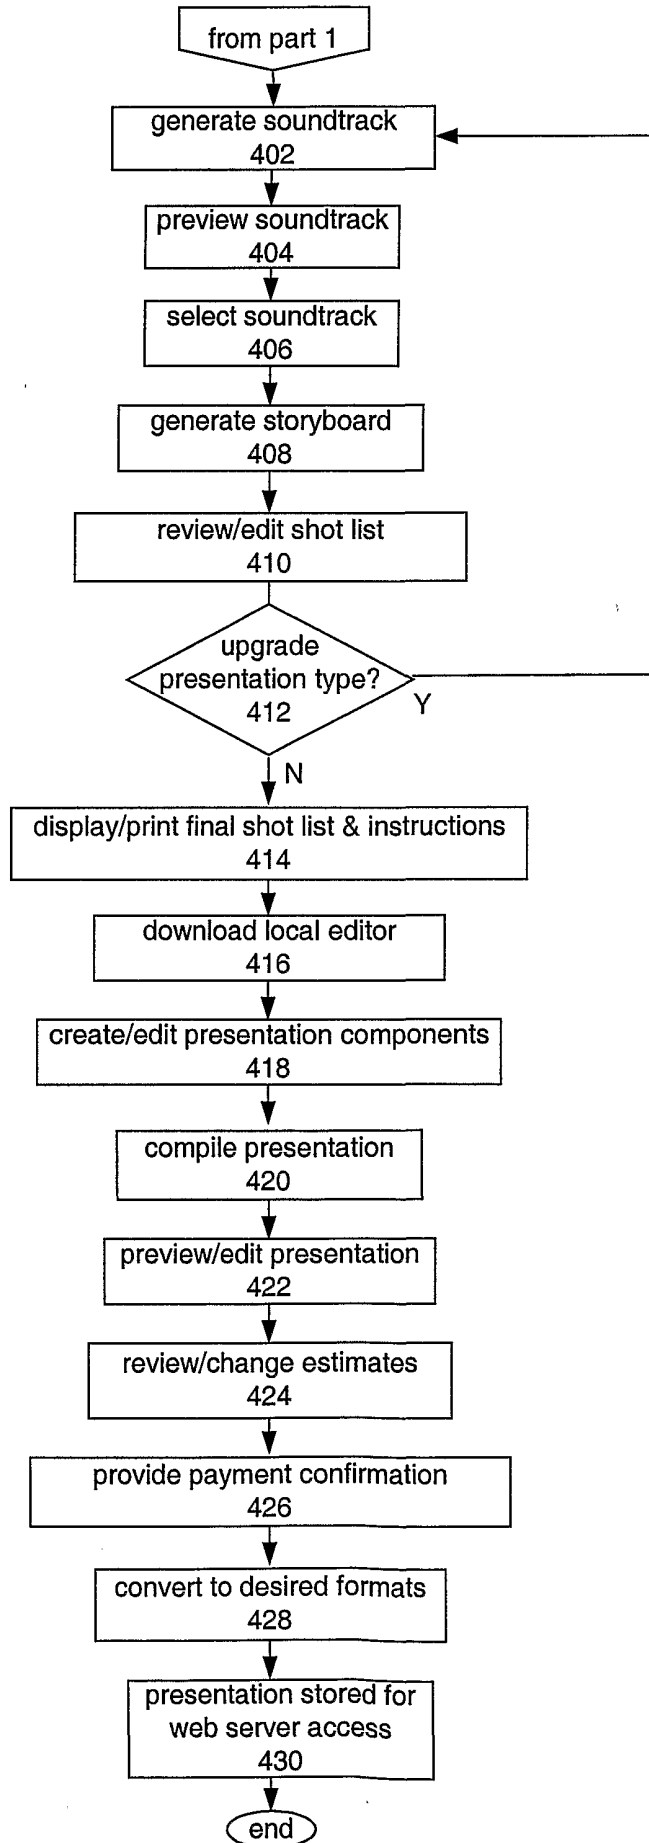 from part 1
generate soundtrack
402
preview soundtrack
404
select soundtrack
406
generate storyboard
408
review/edit shot list
410
upgrade
presentation type?
412
Y
N
display/print final shot list & instructions
414
download local editor
416
create/edit presentation components
418
compile presentation
420
preview/edit presentation
422
review/change estimates
424
provide payment confirmation
426
convert to desired formats
428
presentation stored for
web server access
430
end